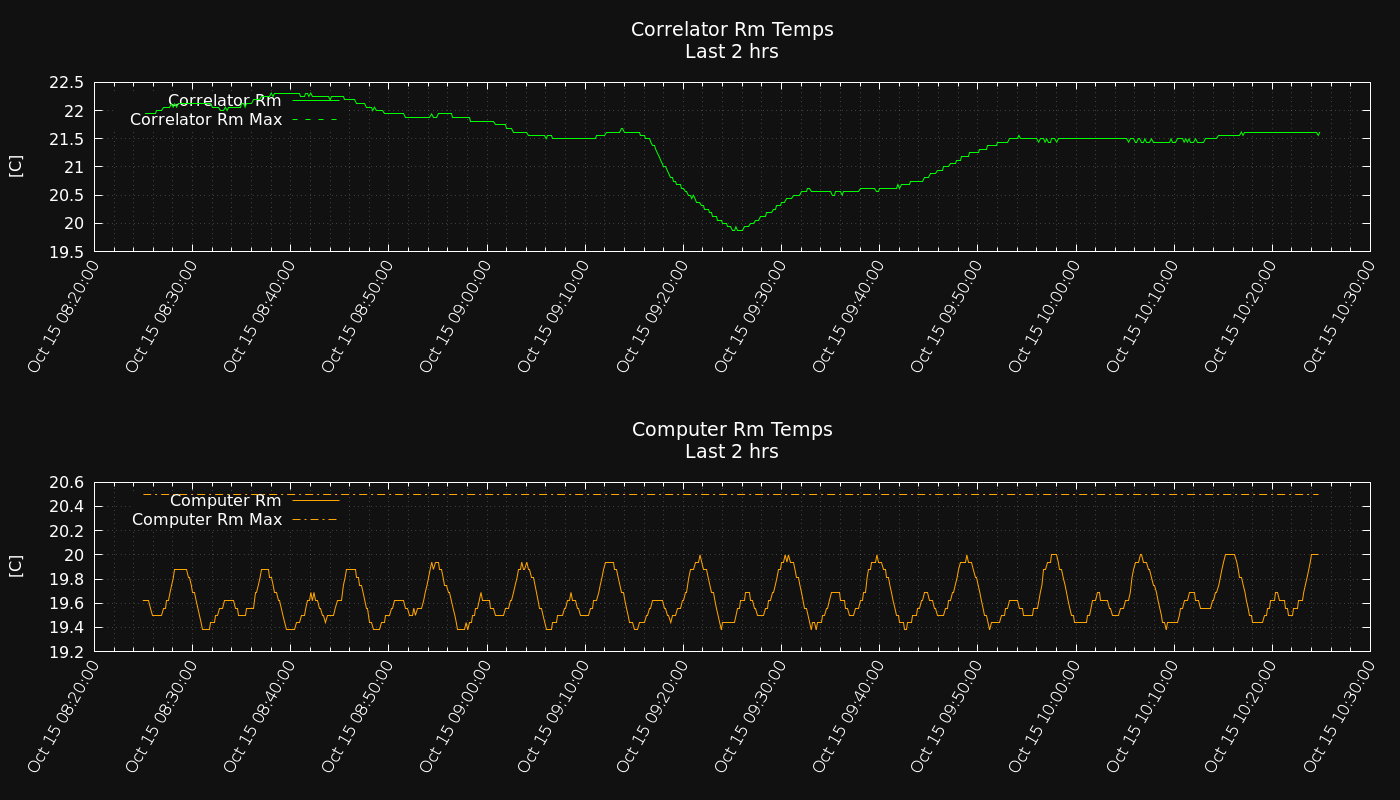 Correlator Rm Temps
Last 2 hrs
22.5
22
21.5
21
20.5
20
19.5
[C]
Correlator Rm
Correlator Rm Max
Oct 15 08:20:00
Oct 15 08:30:00
Oct 15 08:40:00
Oct 15 08:50:00
Oct 15 09:00:00
Oct 15 09:10:00
Oct 15 09:20:00
Oct 15 09:30:00
Oct 15 09:40:00
Oct 15 09:50:00
Oct 15 10:00:00
Oct 15 10:10:00
Oct 15 10:20:00
Oct 15 10:30:00
Computer Rm Temps
Last 2 hrs
20.6
20.4
20.2
20
19.8
19.6
19.4
19.2
[C]
Computer Rm
Computer Rm Max
Oct 15 08:20:00
Oct 15 08:30:00
Oct 15 08:40:00
Oct 15 08:50:00
Oct 15 09:00:00
Oct 15 09:10:00
Oct 15 09:20:00
Oct 15 09:30:00
Oct 15 09:40:00
Oct 15 09:50:00
Oct 15 10:00:00
Oct 15 10:10:00
Oct 15 10:20:00
Oct 15 10:30:00